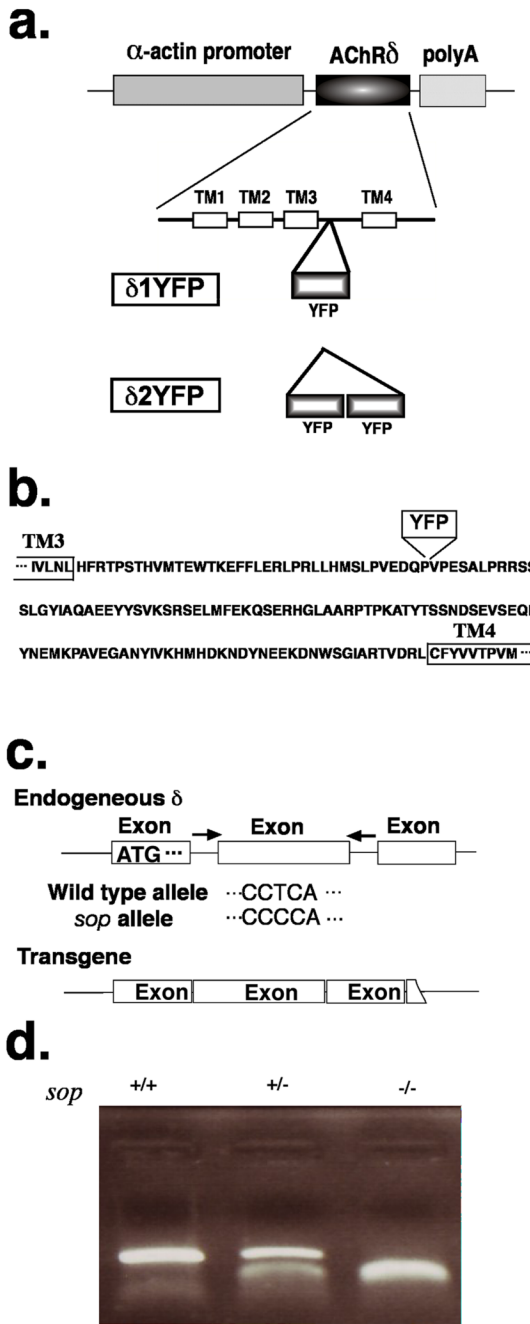 a.
α-actin promoter AChRδ polyA
TM1 TM2 TM3 TM4
δ1YFP
YFP
δ2YFP
YFP YFP
b.
YFP
TM3
··· IVLNL HFRTPSTHVMTEWTKEFFLERLPRLLHMSLPVEDQPVPESALPRRSS
SLGYIAQAEEYYSVKSRSELMFEKQSERHGLAARPTPKATYTSSNDSEVSEQ
TM4
YNEMKPAVEGANYIVKHMHDKNDYNEEKDNWSGIARTVDRL CFYVVTPVM ···
c.
Endogeneous δ
Exon Exon Exon
ATG ···
Wild type allele ···CCTCA ···
sop allele ···CCCCA ···
Transgene
Exon Exon Exon
d.
sop +/+ +/- -/-